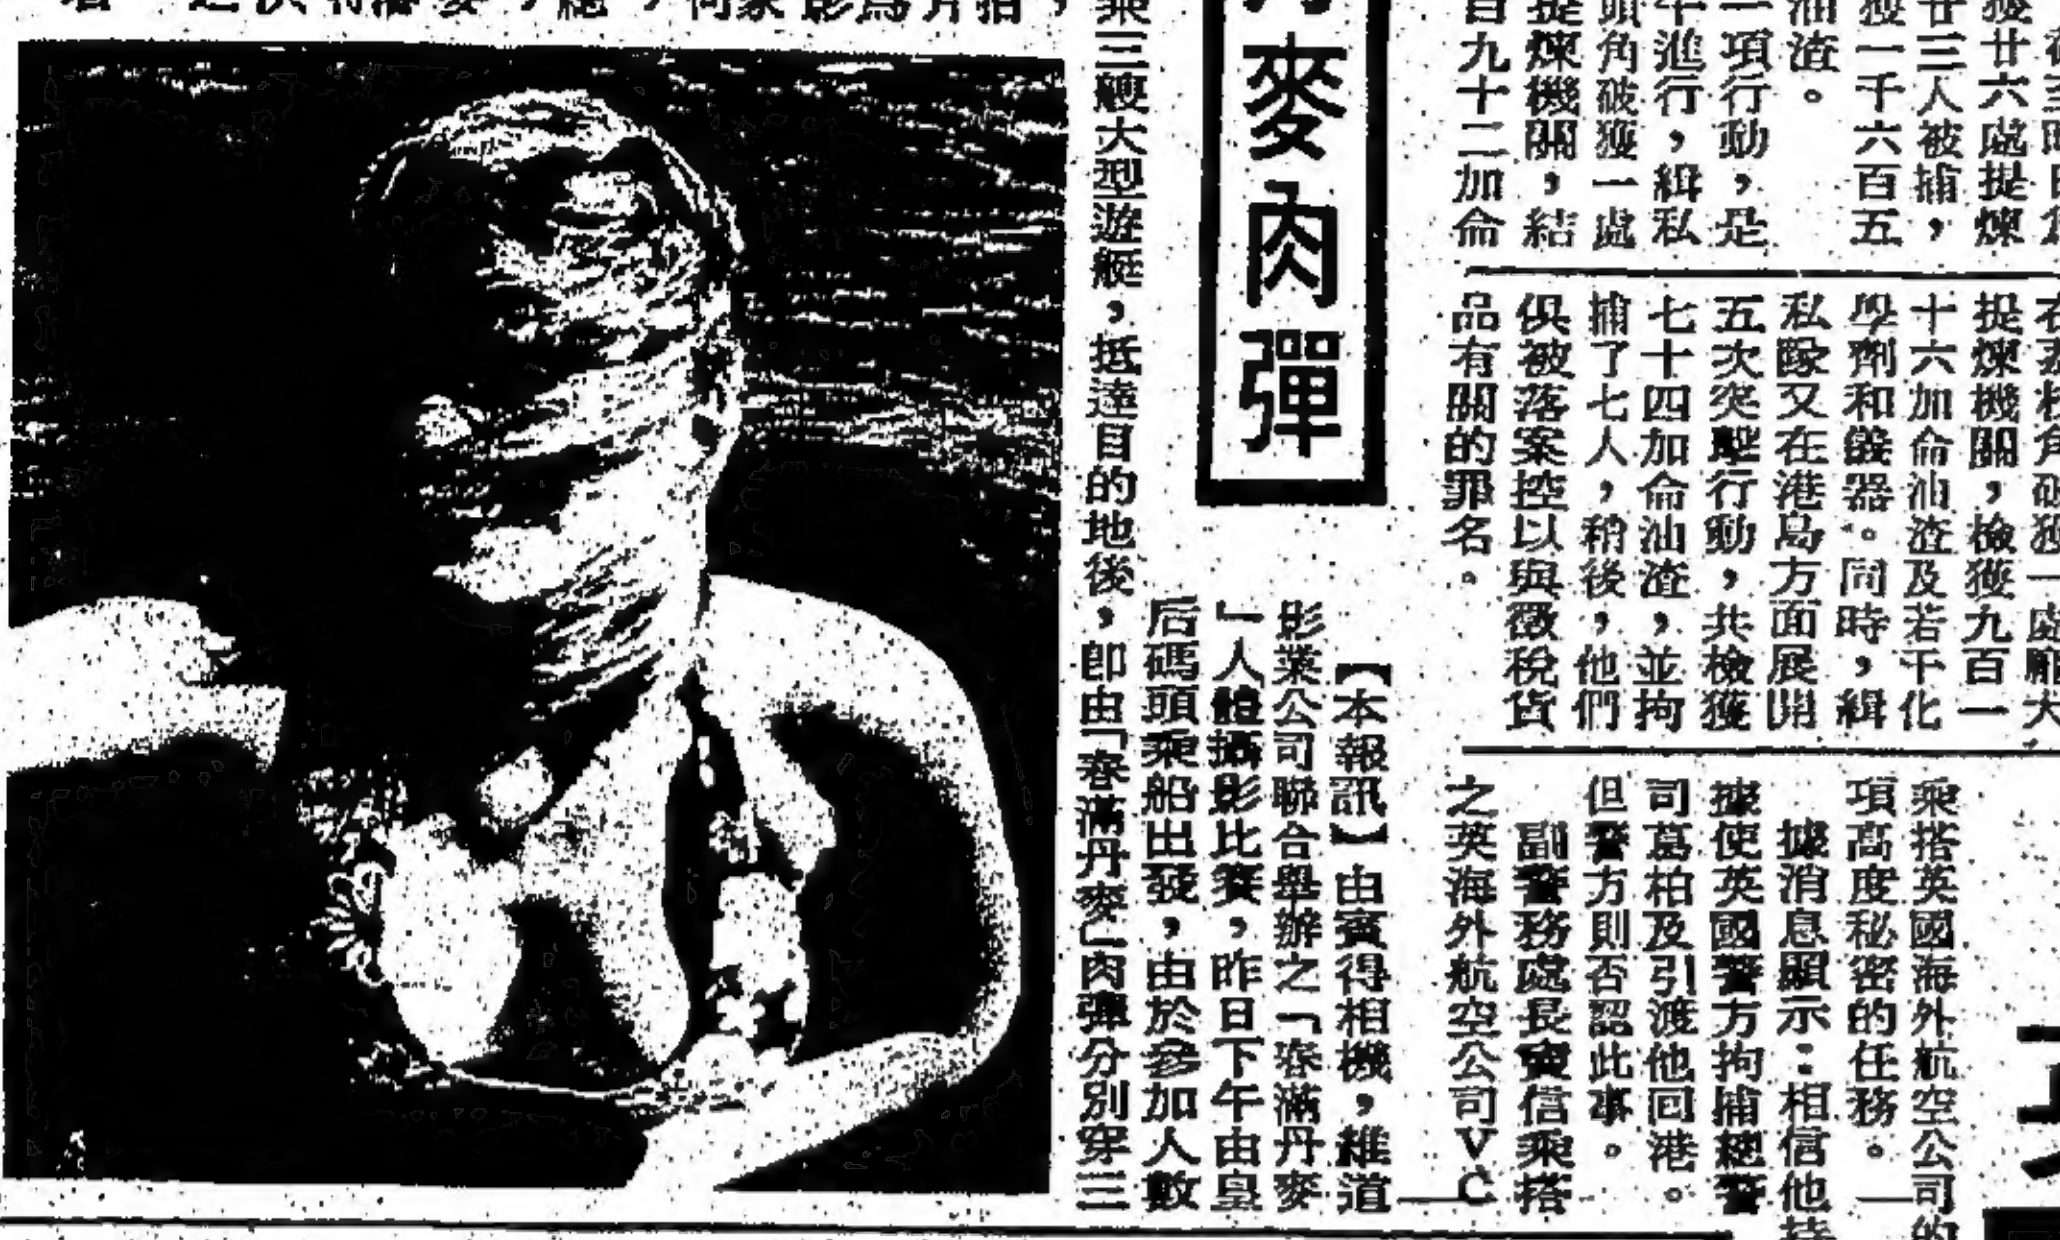 麥肉彈
【本報訊】由賓得相機,維道
影業公司聯合舉辦之「春滿丹麥
」人體攝影比賽,昨日下午由皇
后碼頭乘船出發,由於參加人數
乘三艘大型遊艇,抵達目的地後,即由「春滿丹麥」肉彈分別穿三
獲廿六處提煉
廿三人被捕,
獲一千六百五
油渣。
一項行動,是
午進行,緝私
頭角破獲一處
提煉機關,結
自九十二加侖
提煉機關,檢獲九百一
十六加侖油渣及若干化
學劑和儀器。同時,緝
私隊又在港島方面展開
五次突擊行動,共檢獲
七十四加侖油渣,並拘
捕了七人,稍後,他們
俱被落案控以與徵稅貨
品有關的罪名。
乘搭英國海外航空公司的
項高度秘密的任務。
據消息顯示:相信他持
據使英國警方拘捕總警
司葛柏及引渡他回港。
但警方則否認此事。
副警務處長賓信乘搭
之英海外航空公司VC